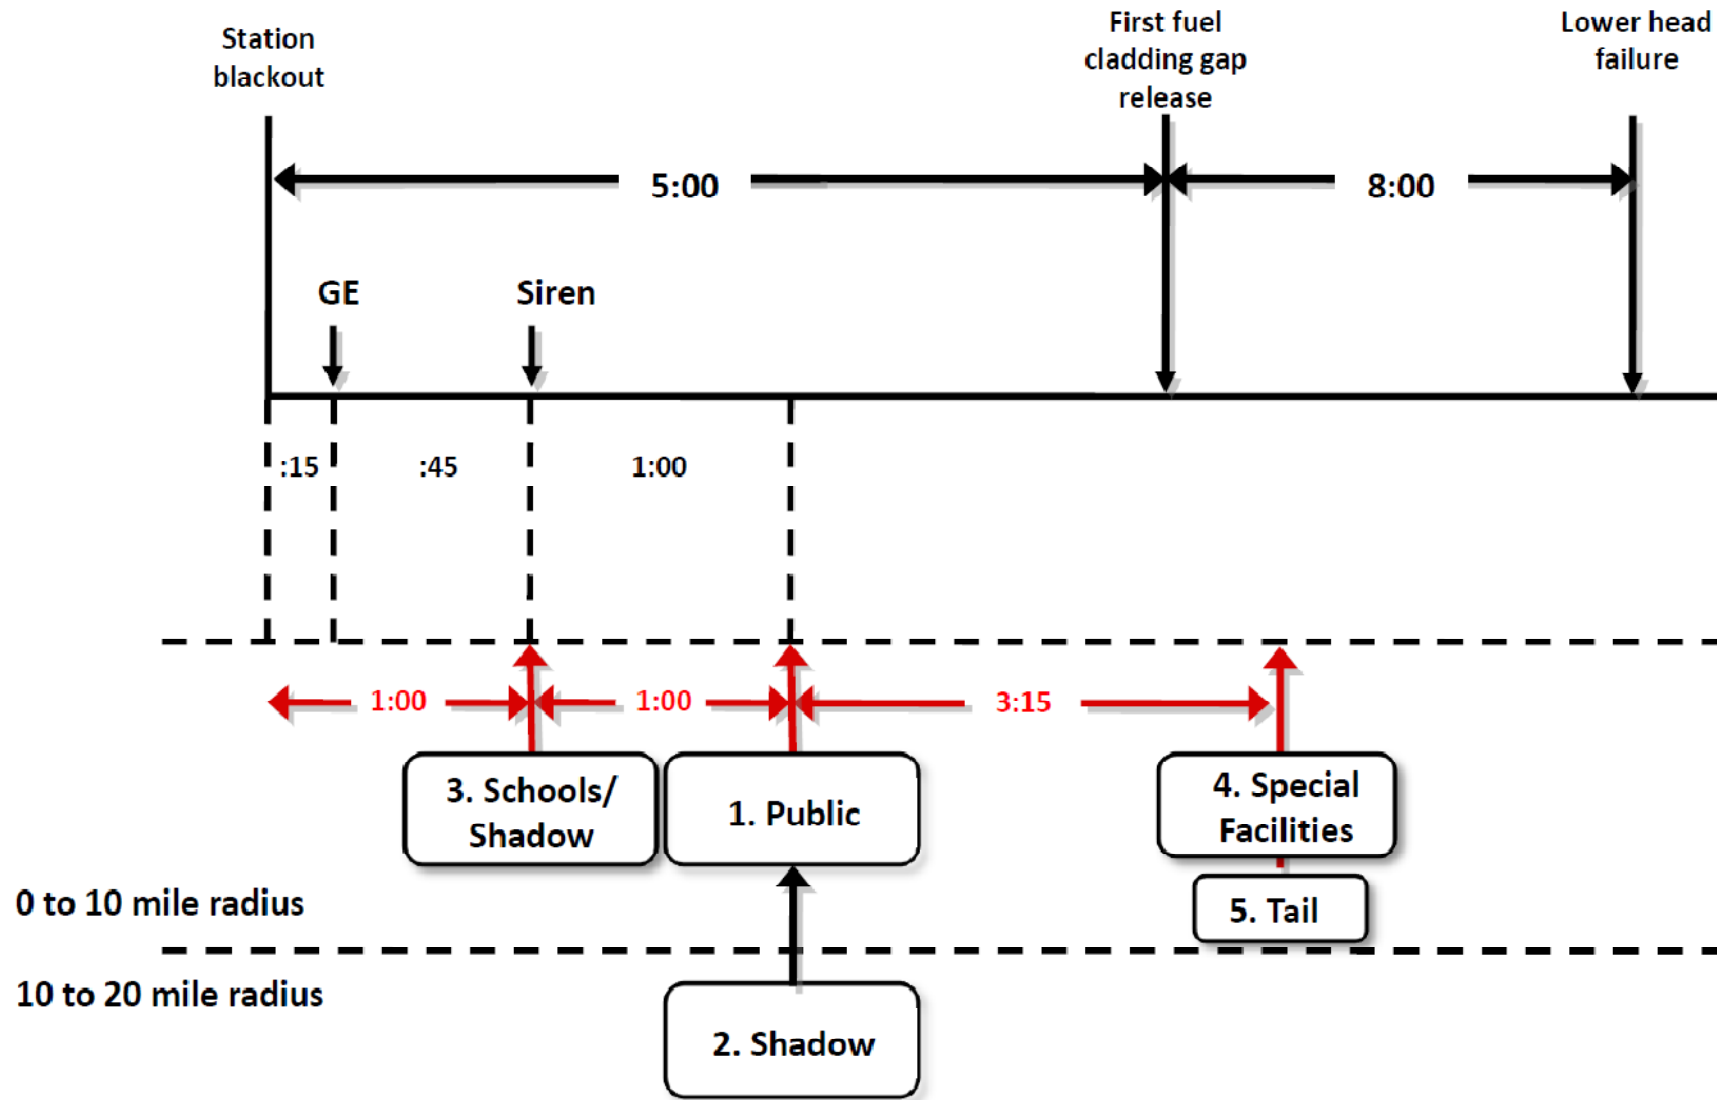 Station
blackout
First fuel
cladding gap
release
Lower head
failure
5:00
8:00
GE
Siren
:15
:45
1:00
1:00
1:00
3:15
3. Schools/
Shadow
1. Public
4. Special
Facilities
0 to 10 mile radius
5. Tail
10 to 20 mile radius
2. Shadow